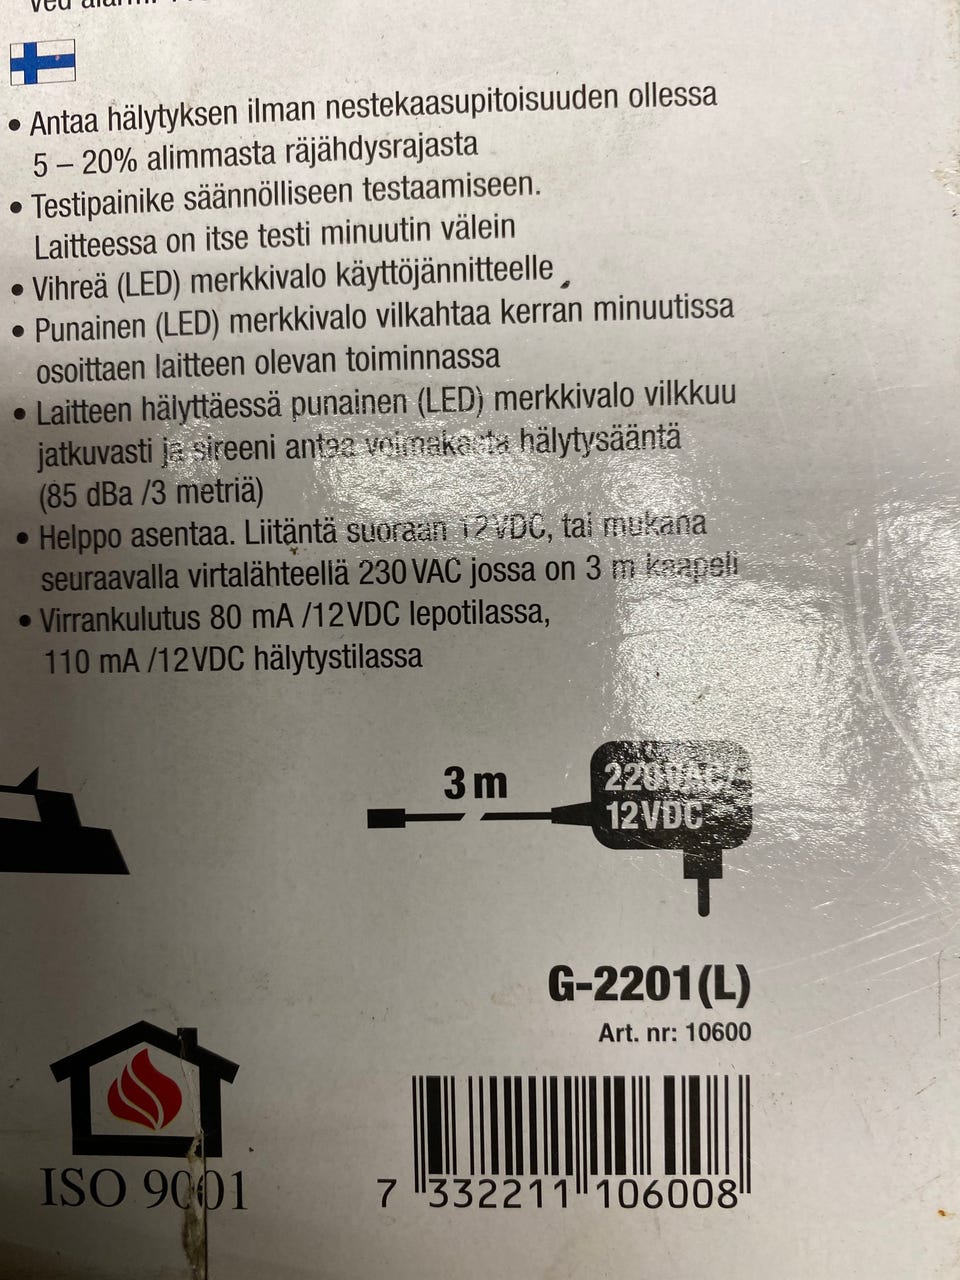 • Antaa hälytyksen ilman nestekaasupitoisuuden ollessa
5 – 20% alimmasta räjähdysrajasta
• Testipainike säännölliseen testaamiseen.
Laitteessa on itse testi minuutin välein
• Vihreä (LED) merkkivalo käyttöjännitteelle
• Punainen (LED) merkkivalo vilkahtaa kerran minuutissa
osoittaen laitteen olevan toiminnassa
• Laitteen hälyttäessä punainen (LED) merkkivalo vilkkuu
jatkuvasti ja sireeni antaa voimakasta hälytysääntä
(85 dBa /3 metriä)
• Helppo asentaa. Liitäntä suoraan 12VDC, tai mukana
seuraavalla virtalähteellä 230 VAC jossa on 3 m kaapeli
• Virrankulutus 80 mA /12VDC lepotilassa,
110 mA /12VDC hälytystilassa
3 m
12VDC
G-2201(L)
Art. nr: 10600
ISO 9001
7 332211 106008